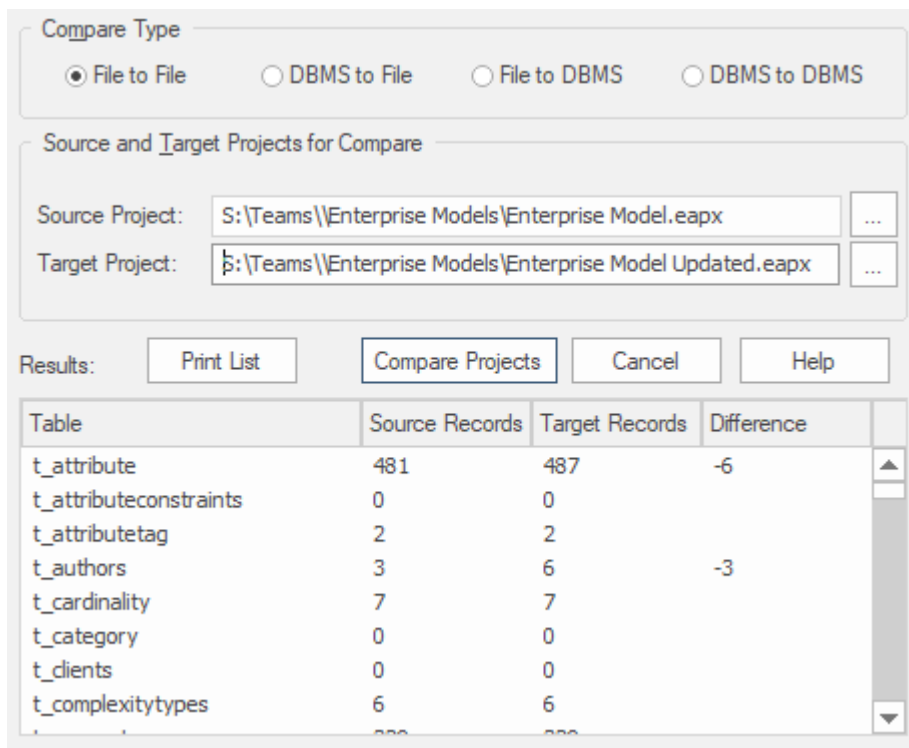 Compare Type
File to File DBMS to File File to DBMS DBMS to DBMS
Source and Target Projects for Compare
Source Project: S:\Teams\\Enterprise Models\Enterprise Model.eapx ...
Target Project: S:\Teams\\Enterprise Models\Enterprise Model Updated.eapx ...
Results: Print List Compare Projects Cancel Help
Table Source Records Target Records Difference
t_attribute 481 487 -6
t_attributeconstraints 0 0
t_attributetag 2 2
t_authors 3 6 -3
t_cardinality 7 7
t_category 0 0
t_clients 0 0
t_complexitytypes 6 6